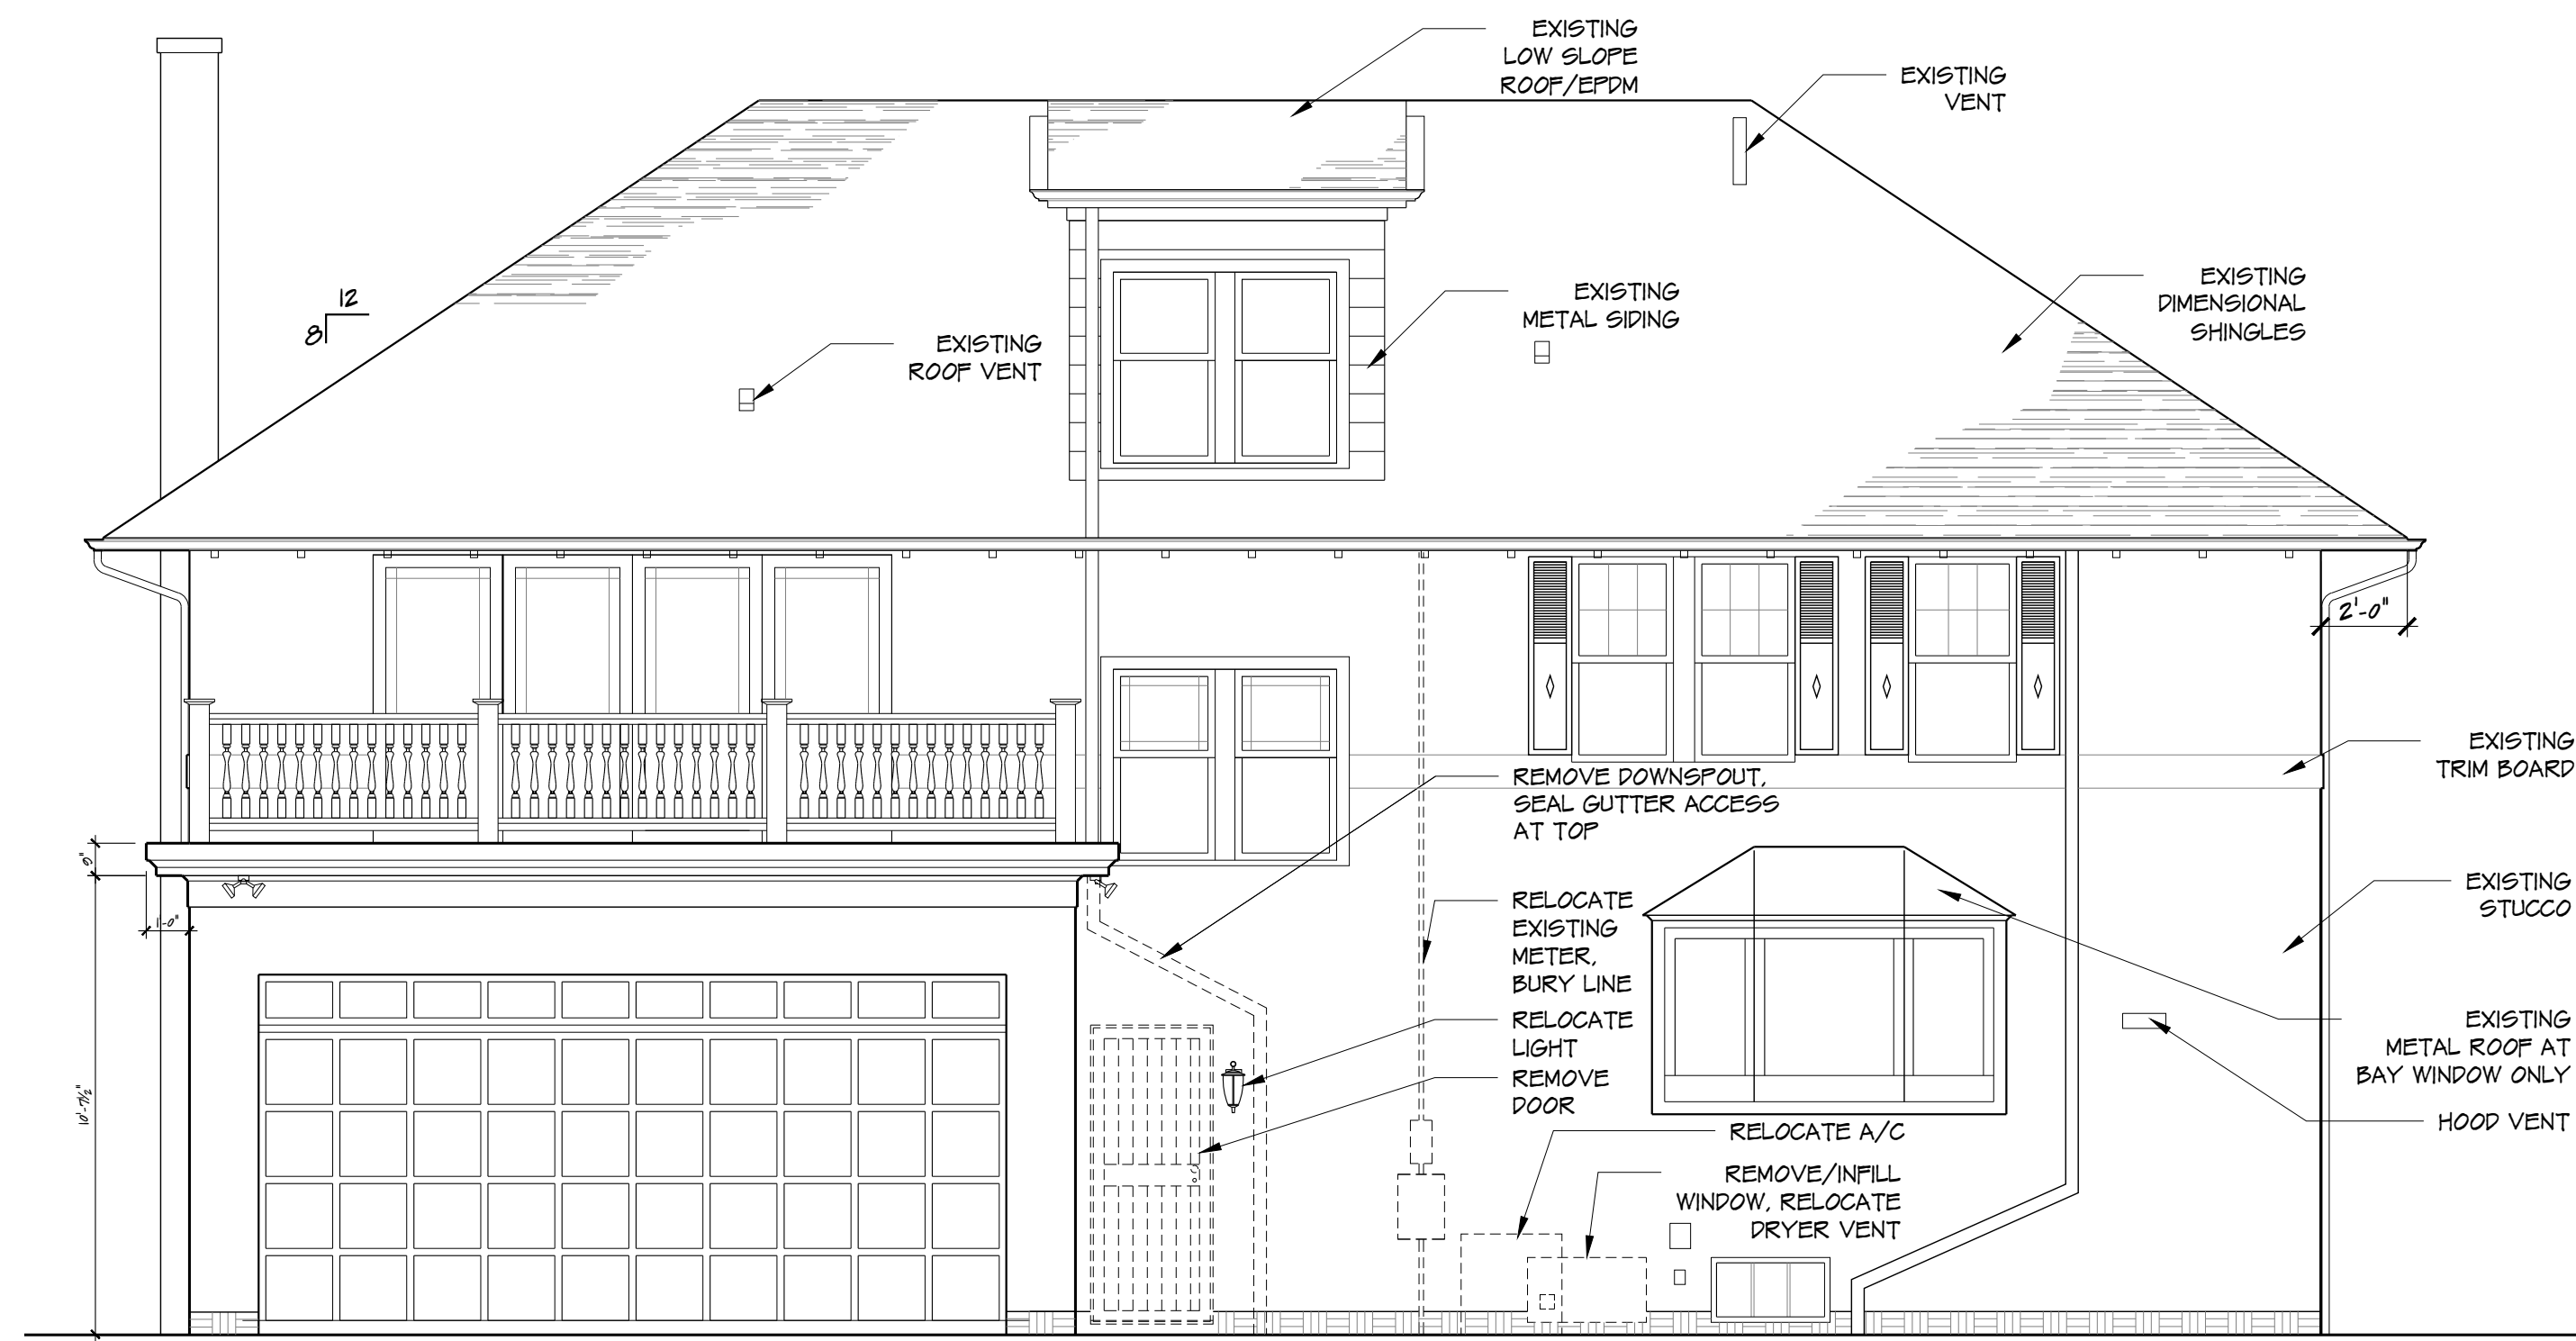 EXISTING
LOW SLOPE
ROOF/EPDM
EXISTING
VENT
12
8
EXISTING
ROOF VENT
EXISTING
METAL SIDING
EXISTING
DIMENSIONAL
SHINGLES
2'-0"
EXISTING
TRIM BOARD
REMOVE DOWNSPOUT,
SEAL GUTTER ACCESS
AT TOP
9"
1'-0"
10'-7½"
RELOCATE
EXISTING
METER,
BURY LINE
RELOCATE
LIGHT
REMOVE
DOOR
EXISTING
STUCCO
EXISTING
METAL ROOF AT
BAY WINDOW ONLY
HOOD VENT
RELOCATE A/C
REMOVE/INFILL
WINDOW, RELOCATE
DRYER VENT